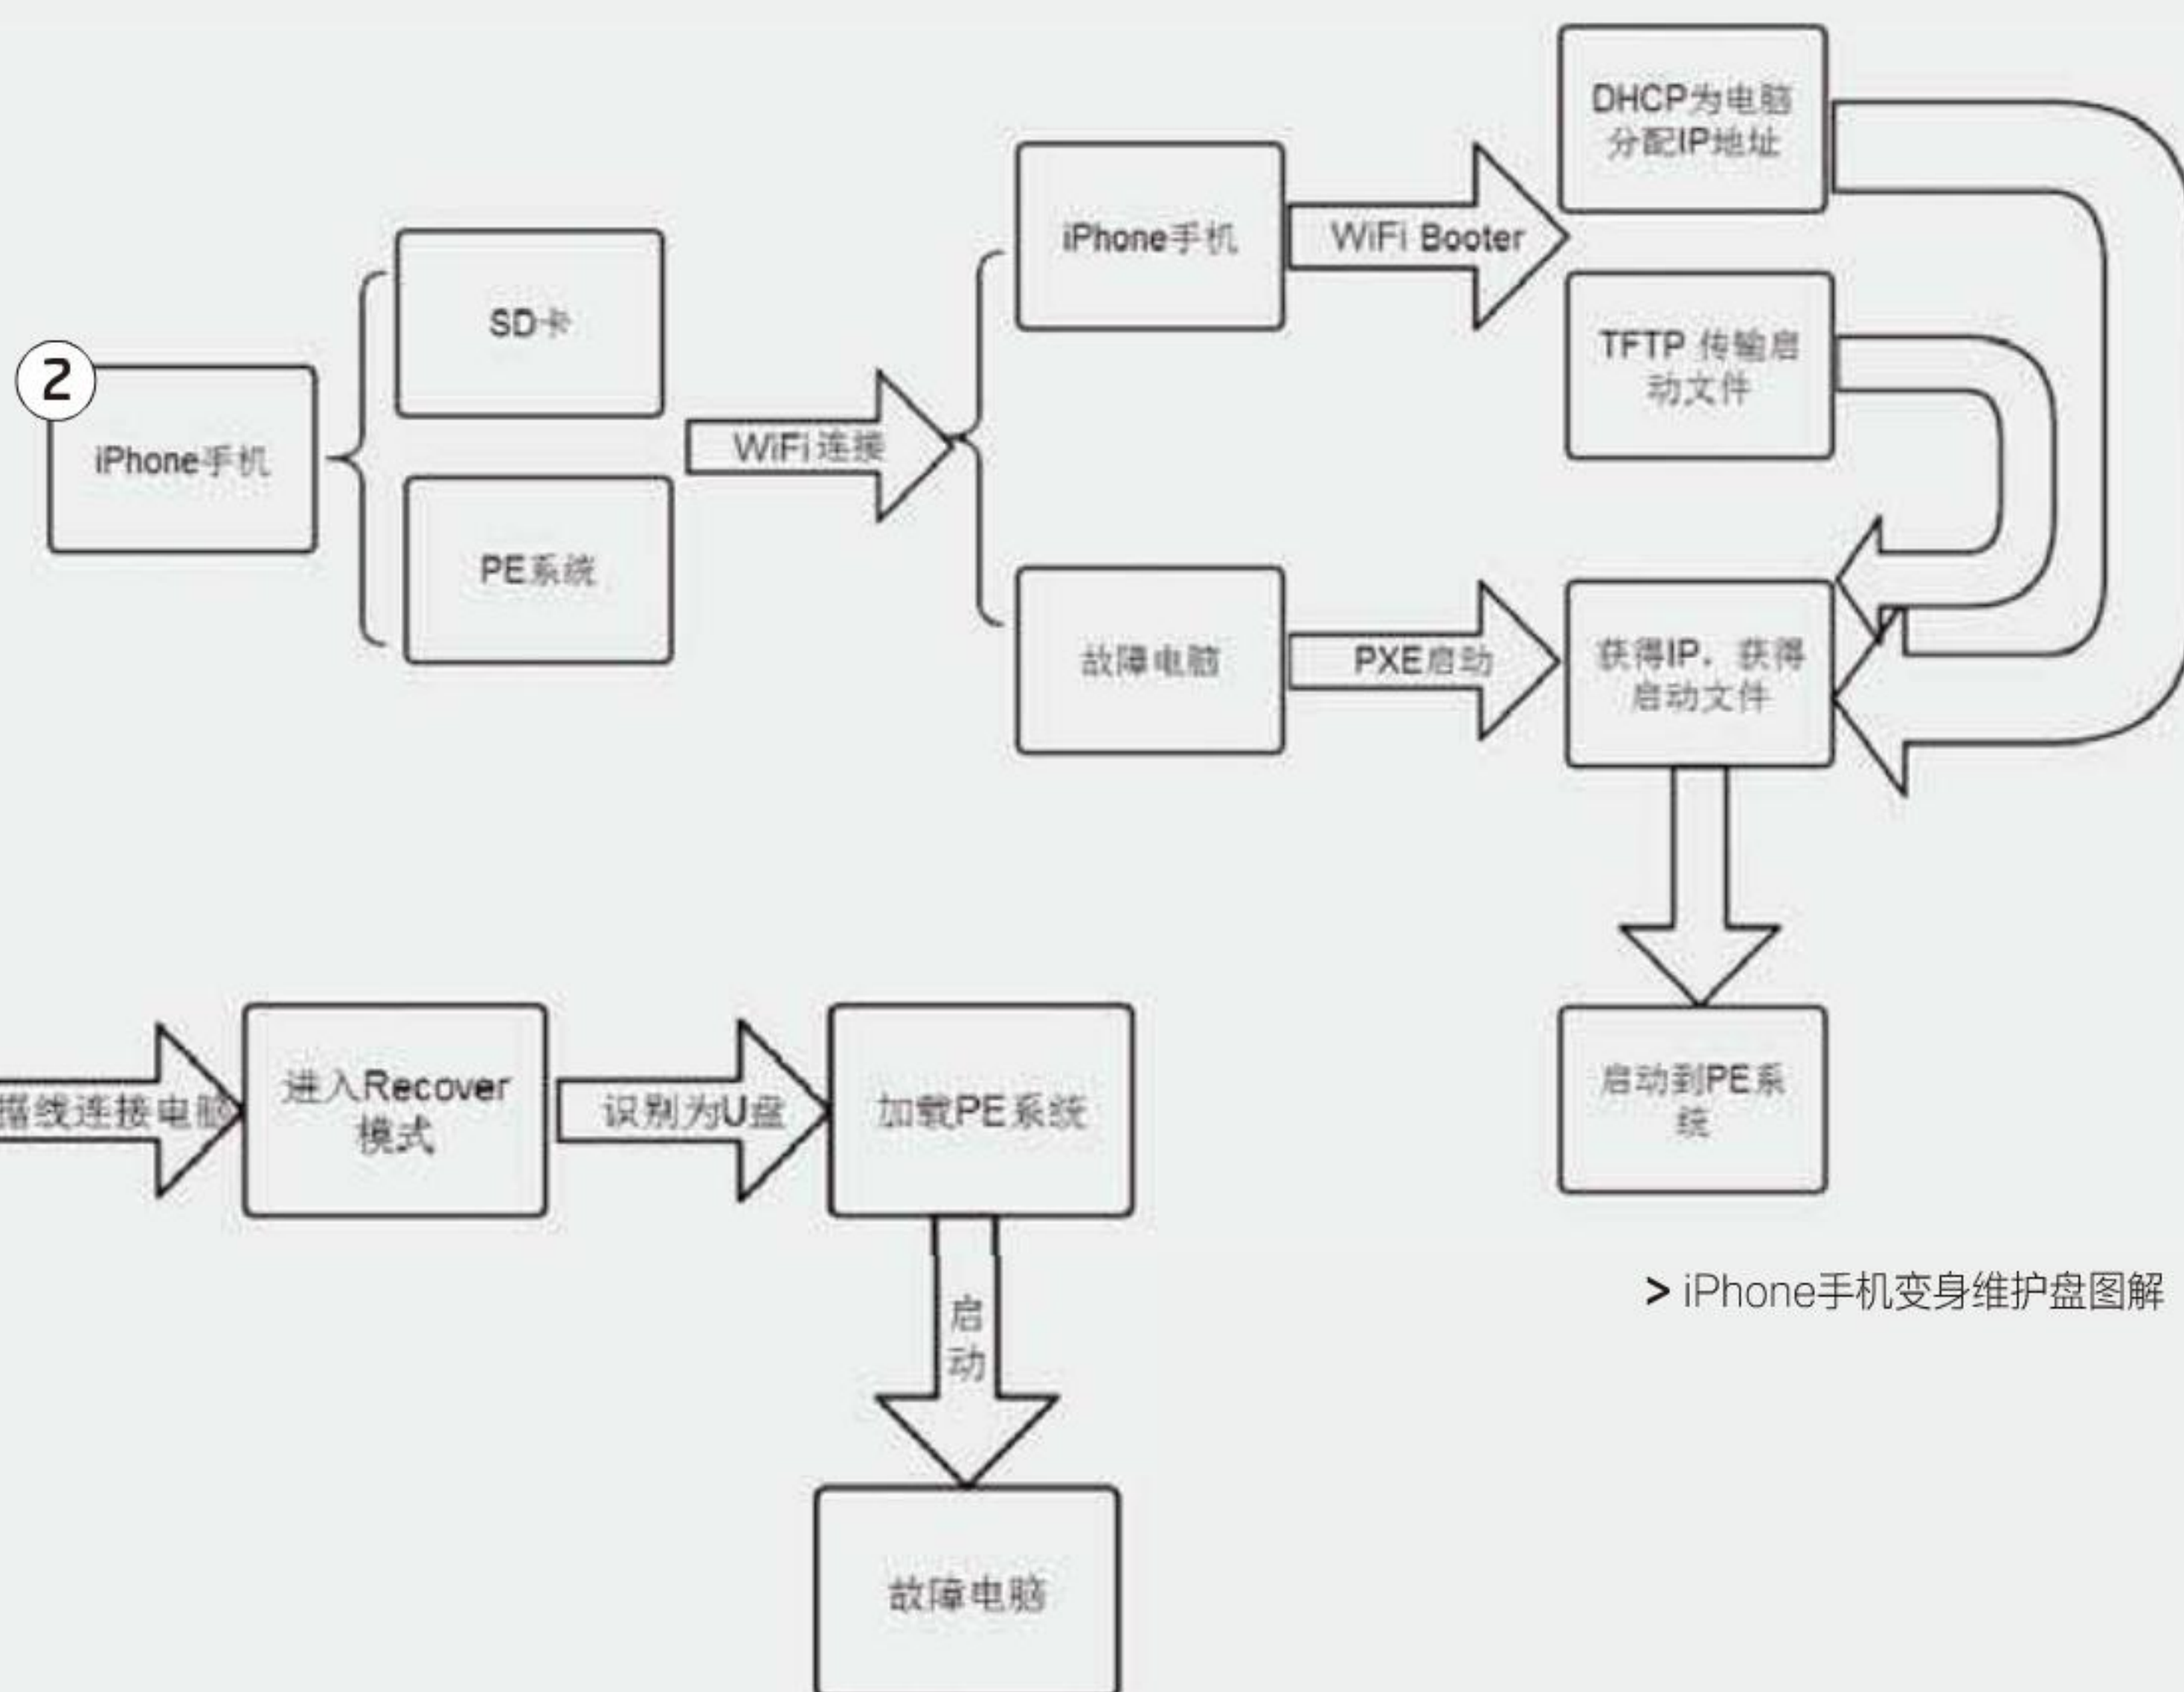 2
iPhone手机
SD卡
PE系统
WiFi 连接
iPhone手机
WiFi Booter
DHCP为电脑
分配IP地址
TFTP 传输启
动文件
故障电脑
PXE启动
获得IP，获得
启动文件
启动到PE系
统
> iPhone手机变身维护盘图解
据线连接电脑
进入Recover
模式
识别为U盘
加载PE系统
启
动
故障电脑